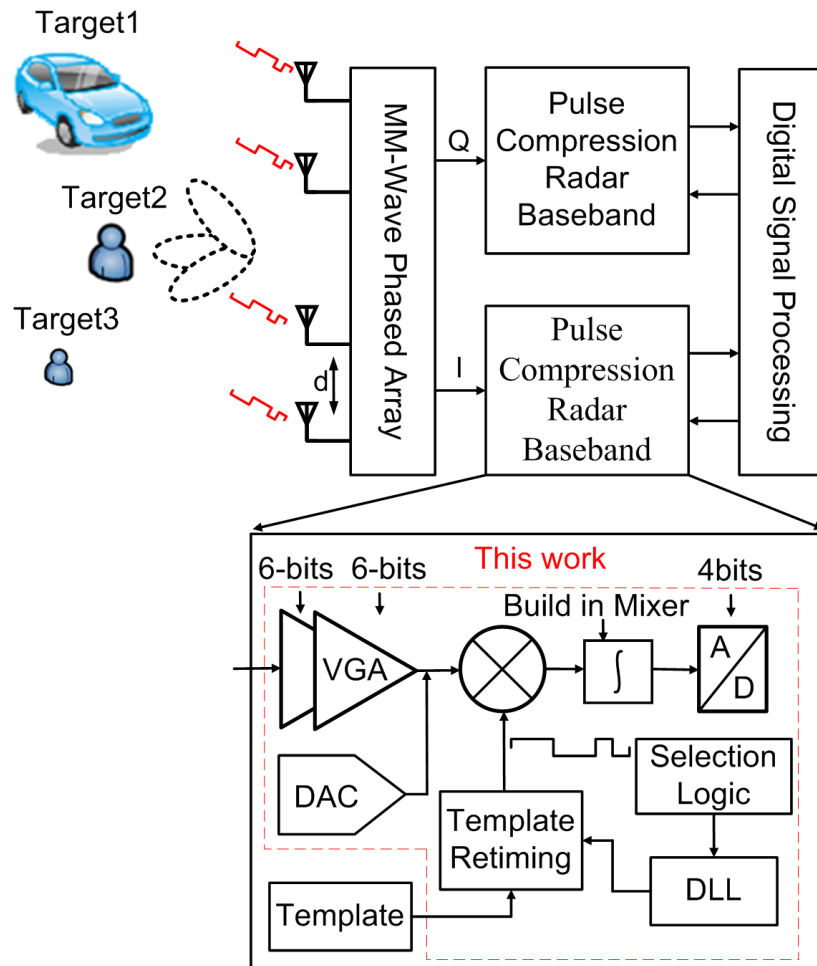 Target1
Target2
Target3
d
MM-Wave Phased Array
Q
I
Pulse
Compression
Radar
Baseband
Pulse
Compression
Radar
Baseband
Digital Signal Processing
This work
6-bits
6-bits
4bits
Build in Mixer
VGA
∫
A
D
DAC
Selection
Logic
Template
Retiming
DLL
Template